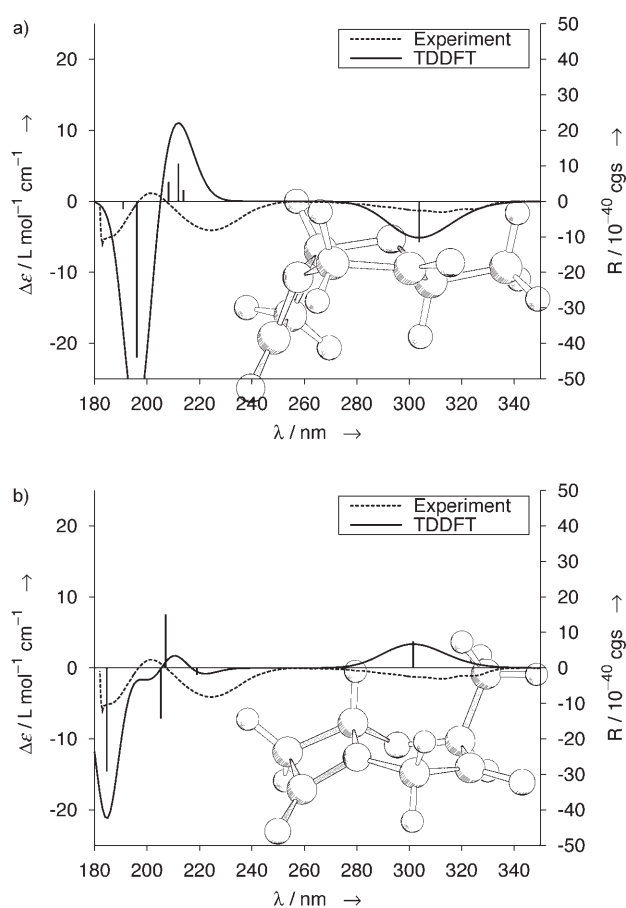 a)
Experiment
TDDFT
Δε / L mol⁻¹ cm⁻¹ →
20
10
0
-10
-20
50
40
30
20
10
0
-10
-20
-30
-40
-50
R / 10⁻⁴⁰ cgs →
180 200 220 240 260 280 300 320 340
λ / nm →
b)
Experiment
TDDFT
Δε / L mol⁻¹ cm⁻¹ →
20
10
0
-10
-20
50
40
30
20
10
0
-10
-20
-30
-40
-50
R / 10⁻⁴⁰ cgs →
180 200 220 240 260 280 300 320 340
λ / nm →